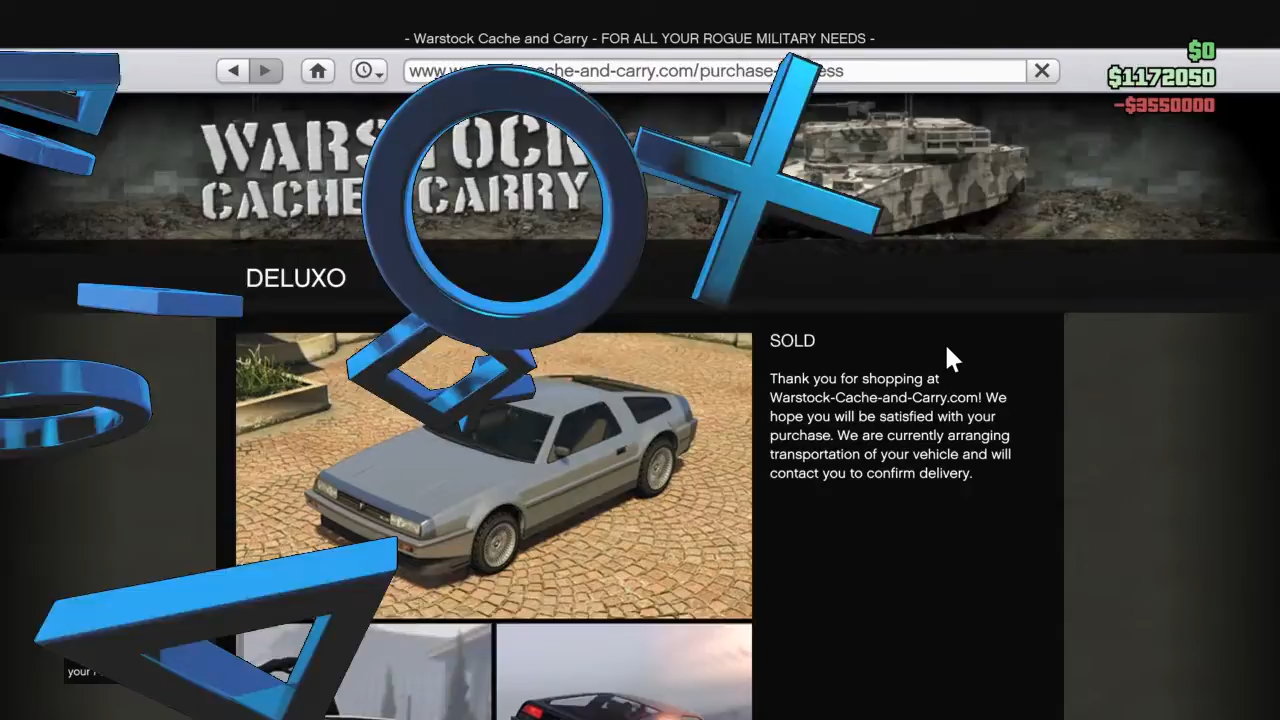 - Warstock Cache and Carry - FOR ALL YOUR ROGUE MILITARY NEEDS -
$0
$1172050
-$3550000
CACHE CARRY
DELUXO
SOLD
Thank you for shopping at
Warstock-Cache-and-Carry.com! We
hope you will be satisfied with your
purchase. We are currently arranging
transportation of your vehicle and will
contact you to confirm delivery.
your